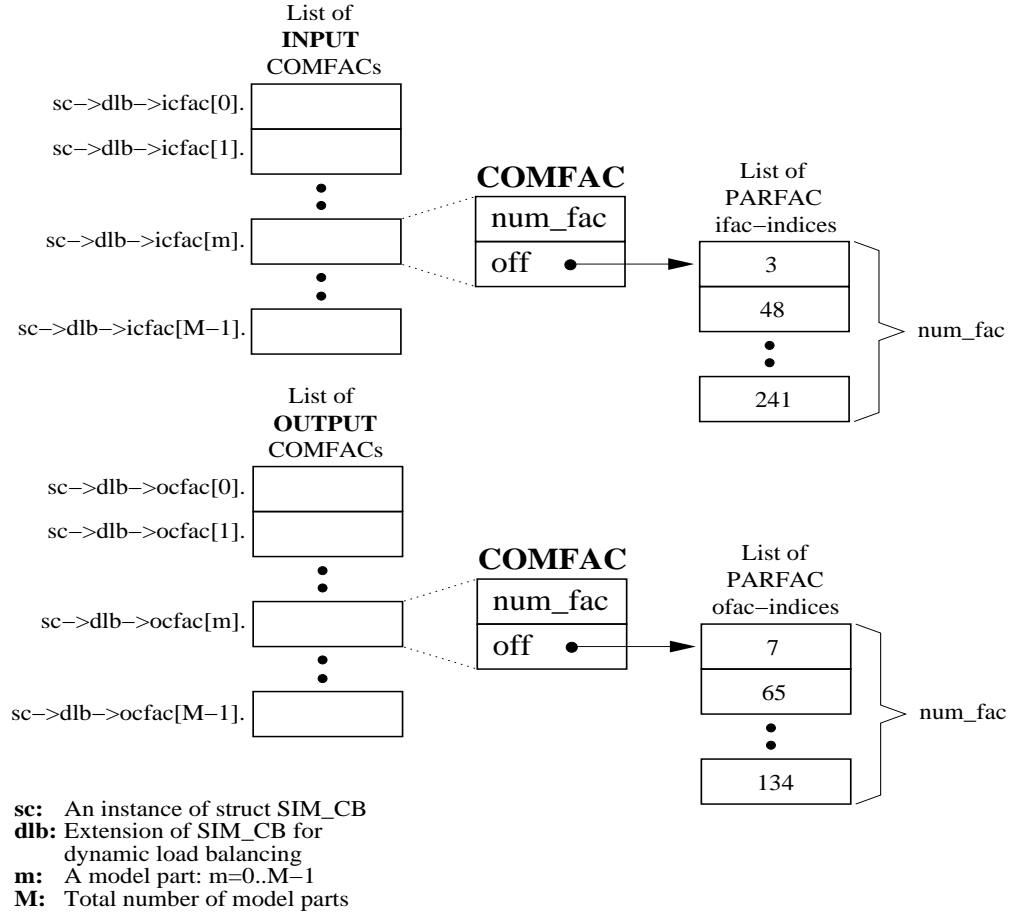 List of
INPUT
COMFACs
sc−>dlb−>icfac[0].
sc−>dlb−>icfac[1].
sc−>dlb−>icfac[m].
sc−>dlb−>icfac[M−1].
COMFAC
num_fac
off
List of
PARFAC
ifac−indices
3
48
241
num_fac
List of
OUTPUT
COMFACs
sc−>dlb−>ocfac[0].
sc−>dlb−>ocfac[1].
sc−>dlb−>ocfac[m].
sc−>dlb−>ocfac[M−1].
COMFAC
num_fac
off
List of
PARFAC
ofac−indices
7
65
134
num_fac
sc: An instance of struct SIM_CB
dlb: Extension of SIM_CB for
dynamic load balancing
m: A model part: m=0..M−1
M: Total number of model parts